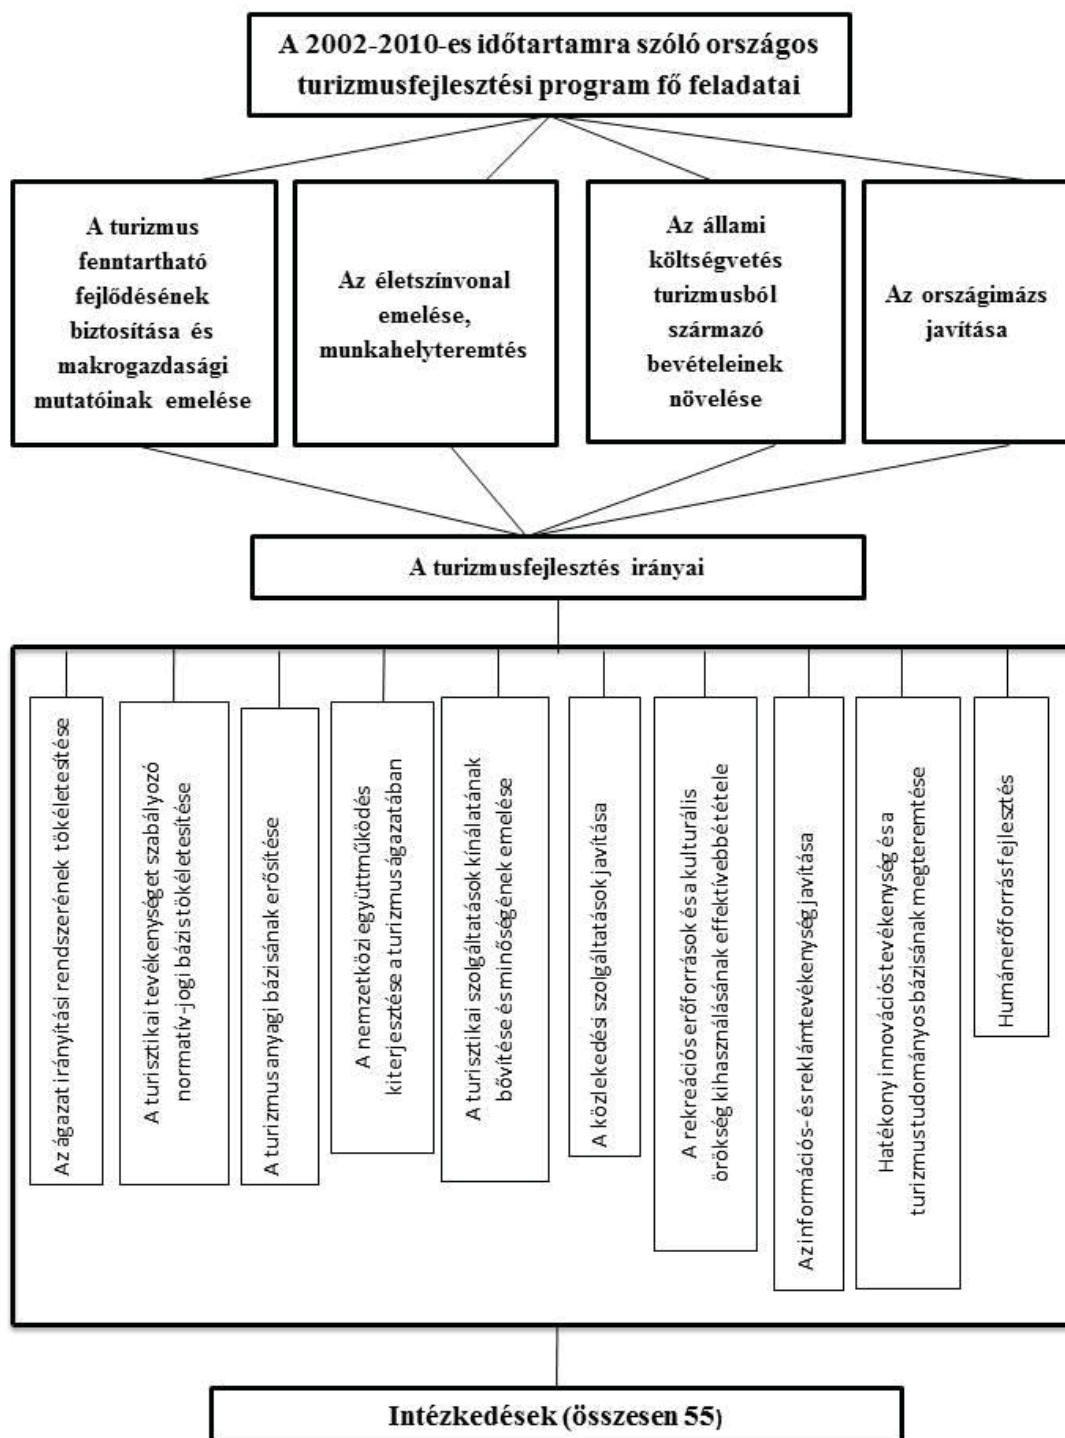 A 2002-2010-es időtartamra szóló országos
turizmusfejlesztési program fő feladatai
A turizmus
fenntartható
fejlődésének
biztosítása és
makrogazdasági
mutatóinak emelése
Az életszínvonal
emelése,
munkahelyteremtés
Az állami
költségvetés
turizmusból
származó
bevételeinek
növelése
Az országimázs
javítása
A turizmusfejlesztés irányai
Az ágazat irányítási rendszerének tökéletesítése
A turisztikai tevékenységet szabályozó
normatív-jogi bázis tökéletesítése
A turizmus anyagi bázisának erősítése
A nemzetközi együttműködés
kiterjesztése a turizmus ágazatában
A turisztikai szolgáltatások kínálatának
bővítése és minőségének emelése
A közlekedési szolgáltatások javítása
A rekreációs erőforrások és a kulturális
örökség kihasználásának effektívebbé tétele
Az információs- és reklámtevékenység javítása
Hatékony innovációs tevékenység és a
turizmus tudományos bázisának megteremtése
Humánerőforrás fejlesztés
Intézkedések (összesen 55)